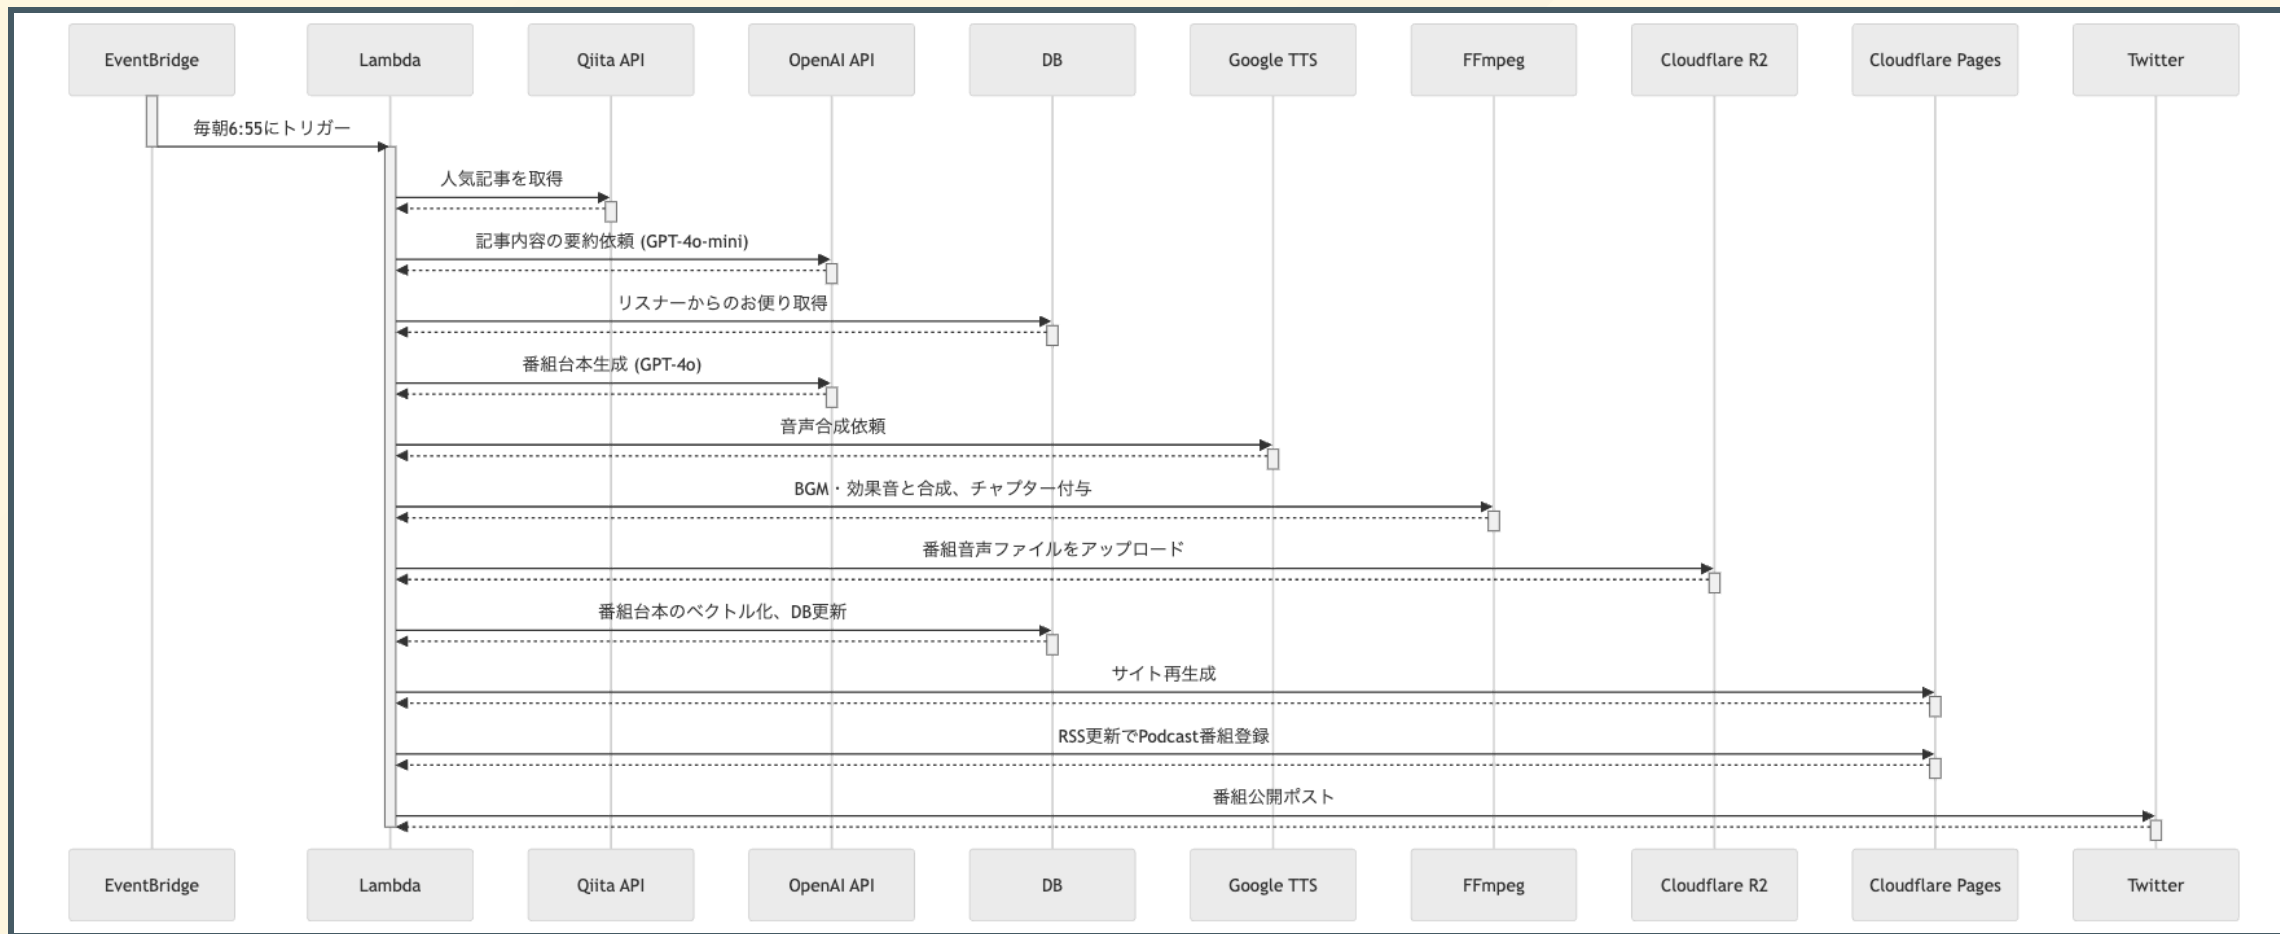 EventBridge
Lambda
Qiita API
OpenAI API
DB
Google TTS
FFmpeg
Cloudflare R2
Cloudflare Pages
Twitter
毎朝6:55にトリガー
人気記事を取得
記事内容の要約依頼 (GPT-4o-mini)
リスナーからのお便り取得
番組台本生成 (GPT-4o)
音声合成依頼
BGM・効果音と合成、チャプター付与
番組音声ファイルをアップロード
番組台本のベクトル化、DB更新
サイト再生成
RSS更新でPodcast番組登録
番組公開ポスト
EventBridge
Lambda
Qiita API
OpenAI API
DB
Google TTS
FFmpeg
Cloudflare R2
Cloudflare Pages
Twitter